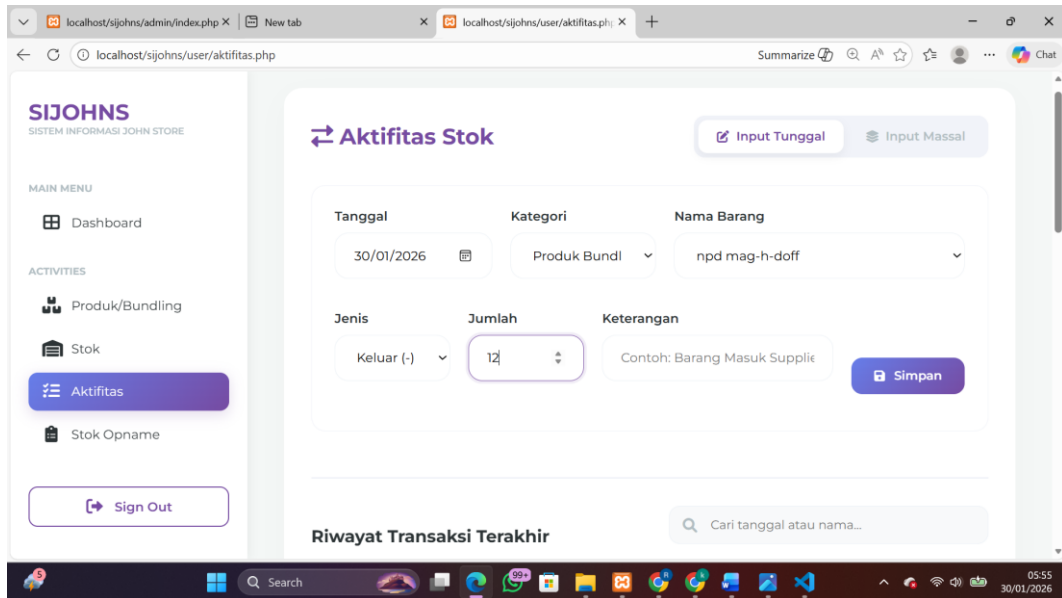 localhost/sijohns/admin/index.php
New tab
localhost/sijohns/user/aktifitas.ph
localhost/sijohns/user/aktifitas.php
Summarize
Chat
SIJOHNS
SISTEM INFORMASI JOHN STORE
MAIN MENU
Dashboard
ACTIVITIES
Produk/Bundling
Stok
Aktifitas
Stok Opname
Sign Out
Aktifitas Stok
Input Tunggal
Input Massal
Tanggal Kategori Nama Barang
30/01/2026 Produk Bundl npd mag-h-doff
Jenis Jumlah Keterangan
Keluar (-) 12 Contoh: Barang Masuk Supplie
Simpan
Riwayat Transaksi Terakhir
Cari tanggal atau nama...
5
Search
99+
05:55
30/01/2026